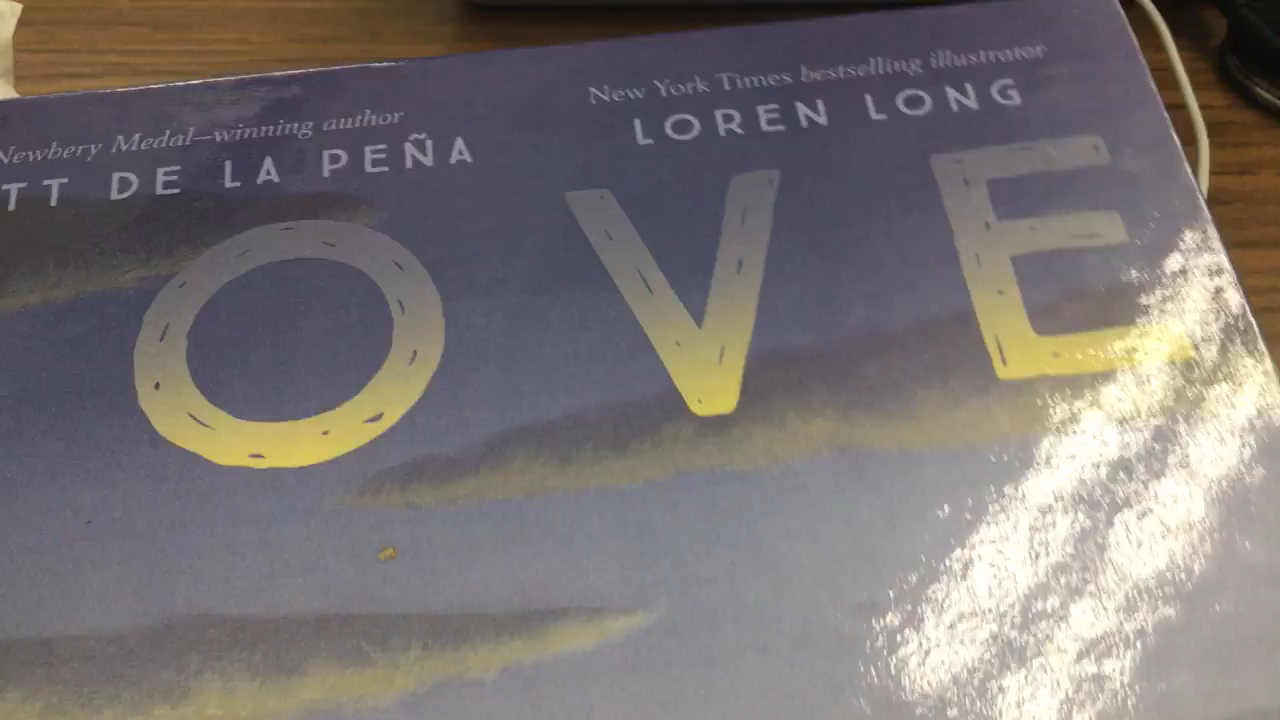 Newbery Medal–winning author
TT DE LA PEÑA
New York Times bestselling illustrator
LOREN LONG
OVE